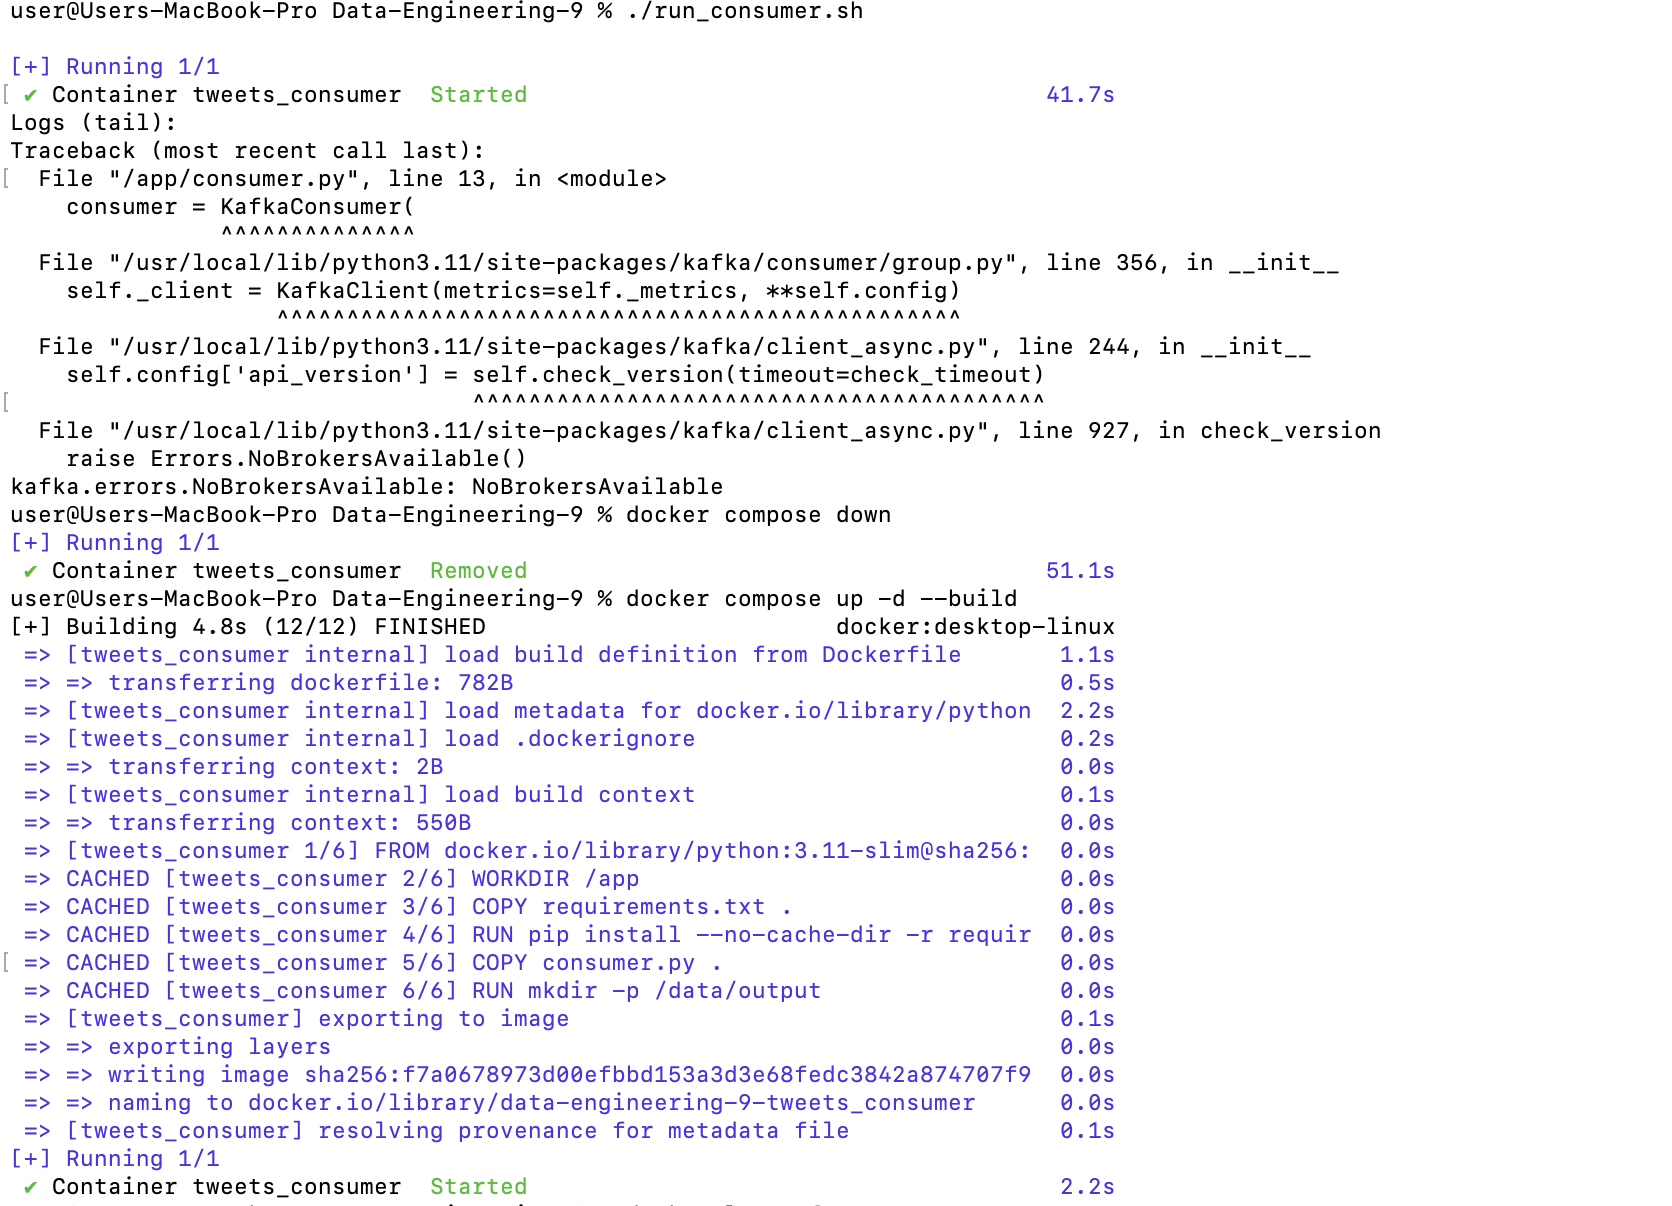 user@Users-MacBook-Pro Data-Engineering-9 % ./run_consumer.sh
[+] Running 1/1
[ ✔ Container tweets_consumer  Started 41.7s
Logs (tail):
Traceback (most recent call last):
[  File "/app/consumer.py", line 13, in <module>
    consumer = KafkaConsumer(
               ^^^^^^^^^^^^^^
  File "/usr/local/lib/python3.11/site-packages/kafka/consumer/group.py", line 356, in __init__
    self._client = KafkaClient(metrics=self._metrics, **self.config)
                   ^^^^^^^^^^^^^^^^^^^^^^^^^^^^^^^^^^^^^^^^^^^^^^^^^
  File "/usr/local/lib/python3.11/site-packages/kafka/client_async.py", line 244, in __init__
    self.config['api_version'] = self.check_version(timeout=check_timeout)
[                                 ^^^^^^^^^^^^^^^^^^^^^^^^^^^^^^^^^^^^^^^^^
  File "/usr/local/lib/python3.11/site-packages/kafka/client_async.py", line 927, in check_version
    raise Errors.NoBrokersAvailable()
kafka.errors.NoBrokersAvailable: NoBrokersAvailable
user@Users-MacBook-Pro Data-Engineering-9 % docker compose down
[+] Running 1/1
 ✔ Container tweets_consumer  Removed 51.1s
user@Users-MacBook-Pro Data-Engineering-9 % docker compose up -d --build
[+] Building 4.8s (12/12) FINISHED docker:desktop-linux
 => [tweets_consumer internal] load build definition from Dockerfile 1.1s
 => => transferring dockerfile: 782B 0.5s
 => [tweets_consumer internal] load metadata for docker.io/library/python 2.2s
 => [tweets_consumer internal] load .dockerignore 0.2s
 => => transferring context: 2B 0.0s
 => [tweets_consumer internal] load build context 0.1s
 => => transferring context: 550B 0.0s
 => [tweets_consumer 1/6] FROM docker.io/library/python:3.11-slim@sha256: 0.0s
 => CACHED [tweets_consumer 2/6] WORKDIR /app 0.0s
 => CACHED [tweets_consumer 3/6] COPY requirements.txt . 0.0s
 => CACHED [tweets_consumer 4/6] RUN pip install --no-cache-dir -r requir 0.0s
[ => CACHED [tweets_consumer 5/6] COPY consumer.py . 0.0s
 => CACHED [tweets_consumer 6/6] RUN mkdir -p /data/output 0.0s
 => [tweets_consumer] exporting to image 0.1s
 => => exporting layers 0.0s
 => => writing image sha256:f7a0678973d00efbbd153a3d3e68fedc3842a874707f9 0.0s
 => => naming to docker.io/library/data-engineering-9-tweets_consumer 0.0s
 => [tweets_consumer] resolving provenance for metadata file 0.1s
[+] Running 1/1
 ✔ Container tweets_consumer  Started 2.2s